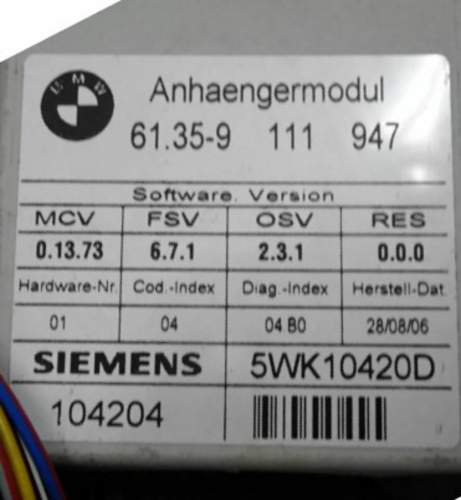 BMW
Anhaengermodul
61.35-9 111 947
Software. Version
MCV FSV OSV RES
0.13.73 6.7.1 2.3.1 0.0.0
Hardware-Nr. Cod.-Index Diag.-Index Herstell-Dat.
01 04 04 B0 28/08/06
SIEMENS 5WK10420D
104204